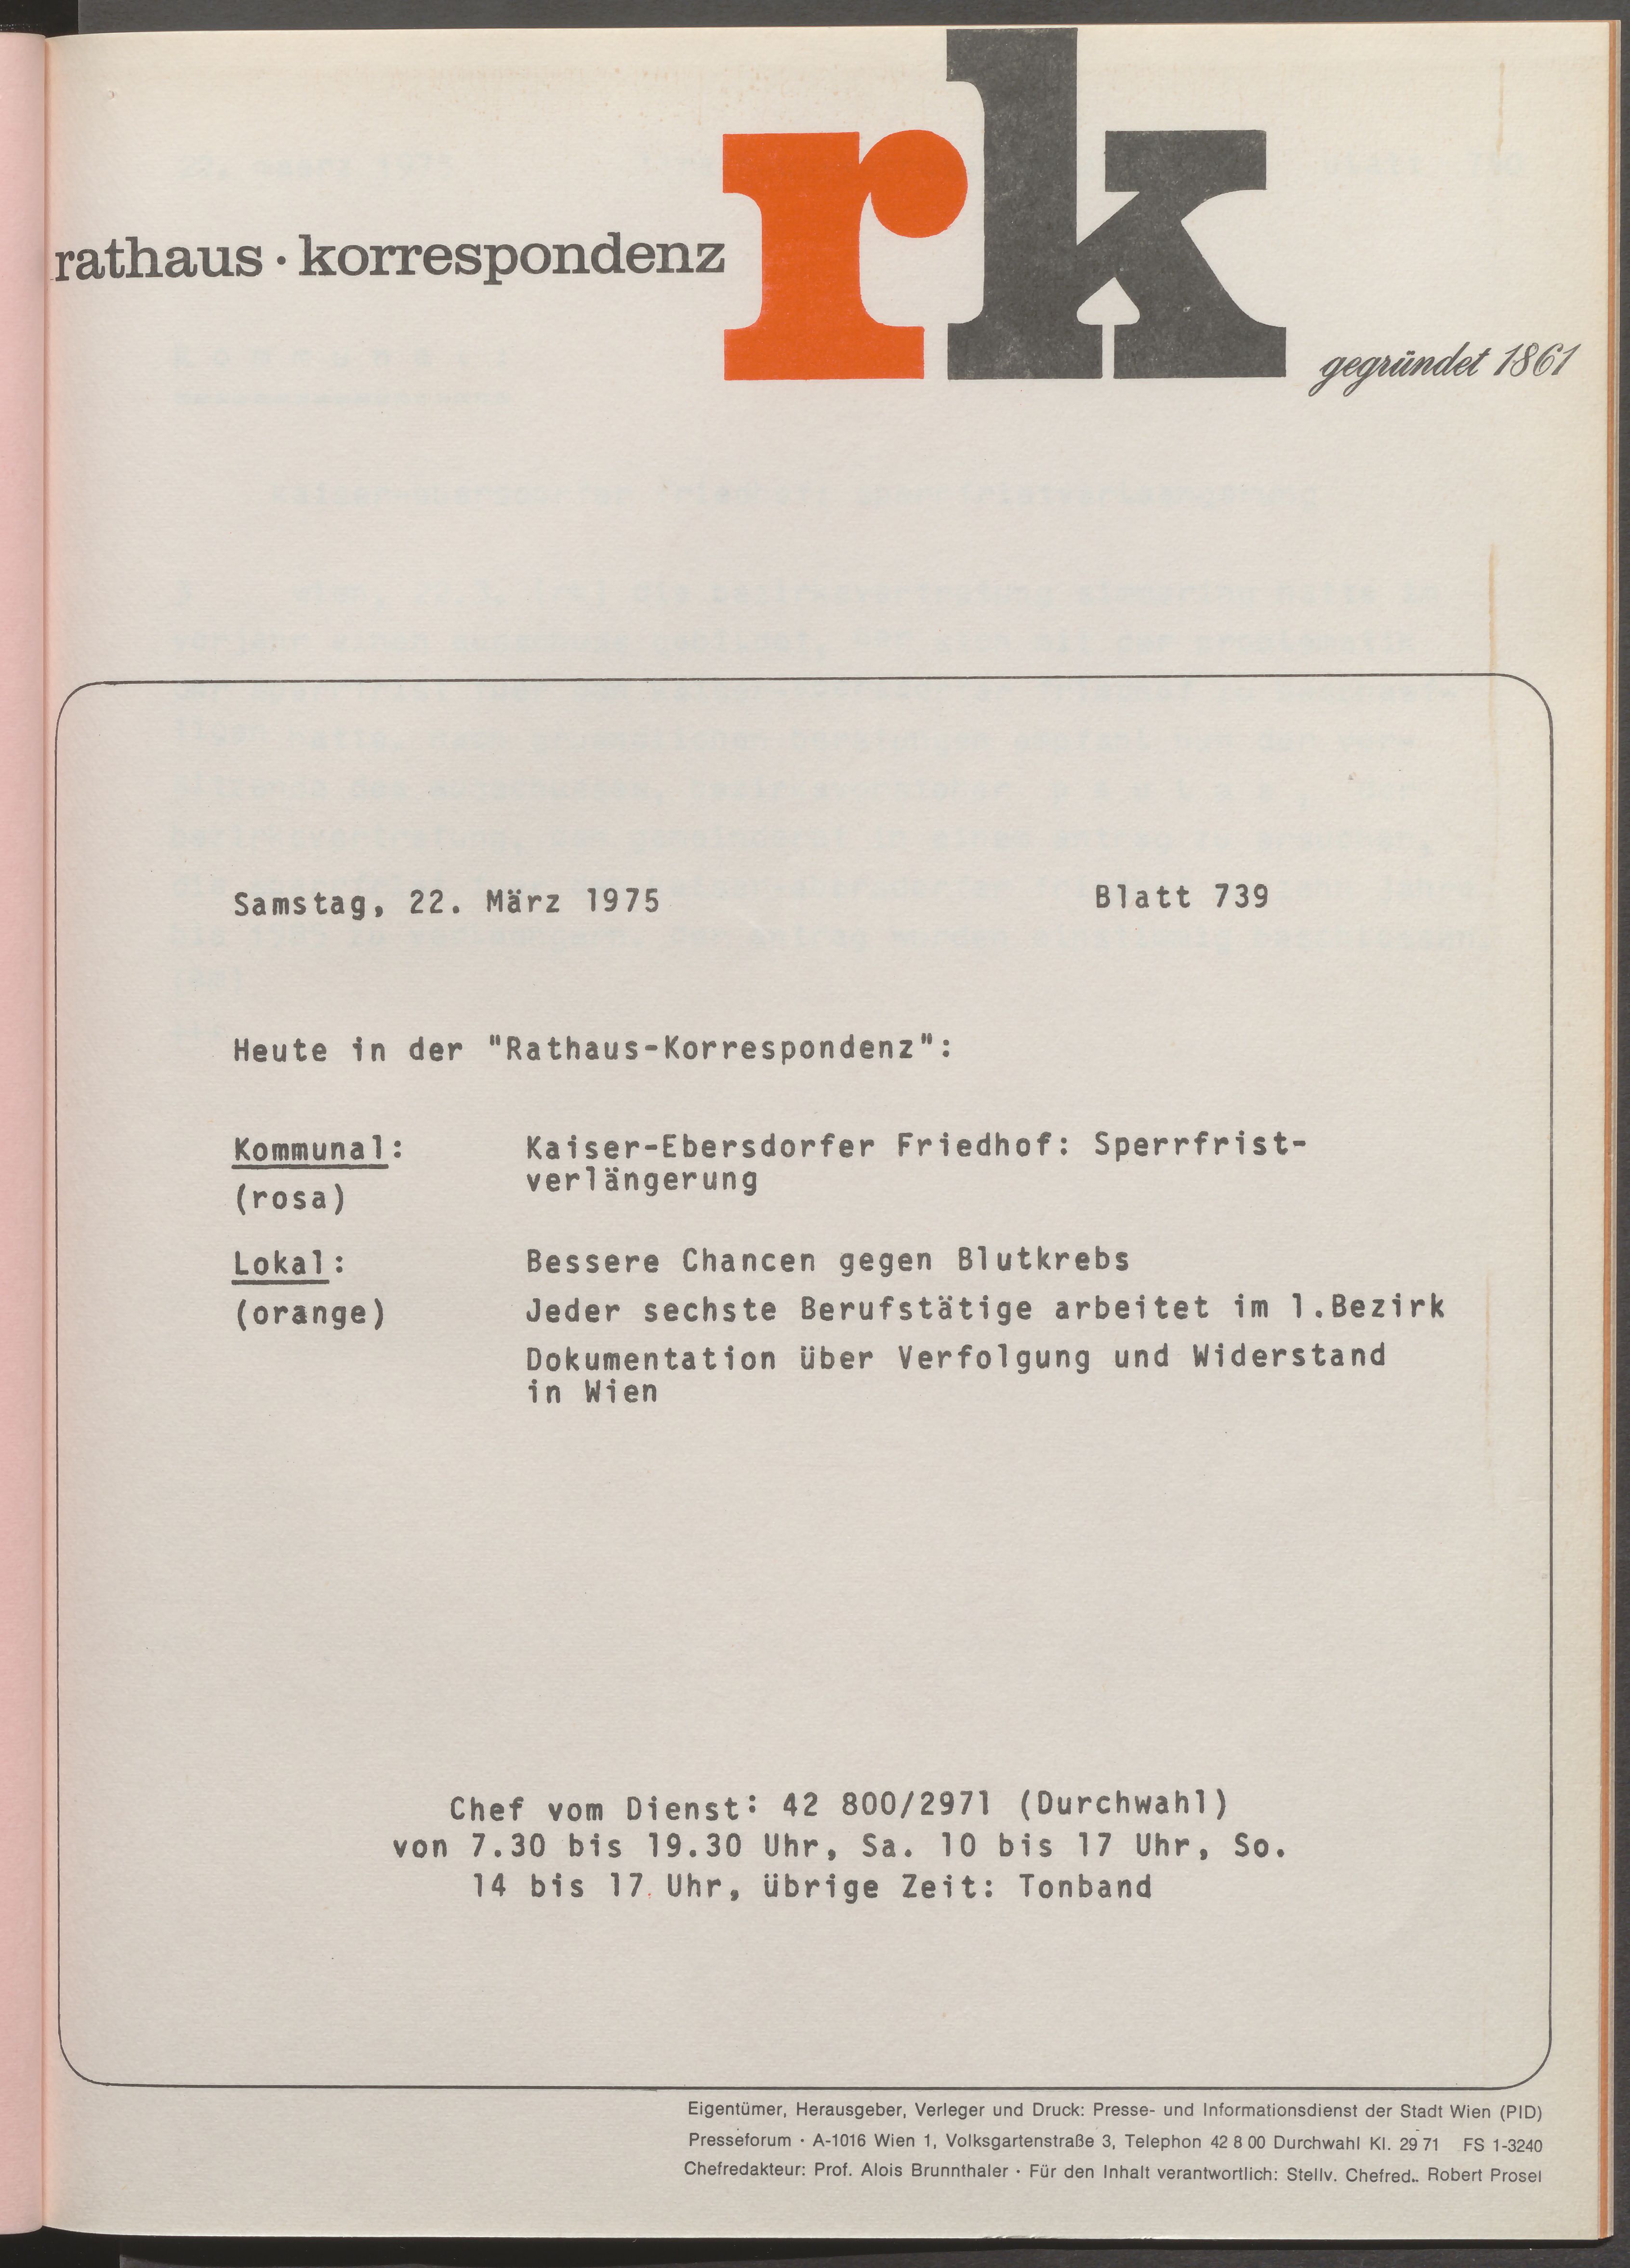 rathaus · korrespondenz
rk
gegründet 1861
Samstag, 22. März 1975 Blatt 739
Heute in der "Rathaus-Korrespondenz":
Kommunal: Kaiser-Ebersdorfer Friedhof: Sperrfrist-
verlängerung
(rosa)
Lokal: Bessere Chancen gegen Blutkrebs
(orange) Jeder sechste Berufstätige arbeitet im 1.Bezirk
Dokumentation über Verfolgung und Widerstand
in Wien
Chef vom Dienst: 42 800/2971 (Durchwahl)
von 7.30 bis 19.30 Uhr, Sa. 10 bis 17 Uhr, So.
14 bis 17 Uhr, übrige Zeit: Tonband
Eigentümer, Herausgeber, Verleger und Druck: Presse- und Informationsdienst der Stadt Wien (PID)
Presseforum · A-1016 Wien 1, Volksgartenstraße 3, Telephon 42 8 00 Durchwahl Kl. 29 71 FS 1-3240
Chefredakteur: Prof. Alois Brunnthaler · Für den Inhalt verantwortlich: Stellv. Chefred.. Robert Prosel